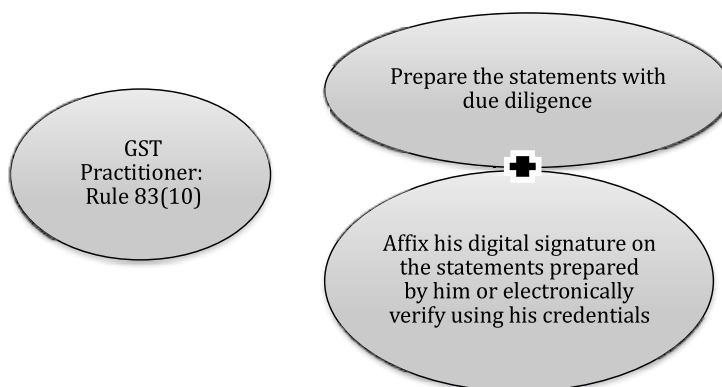 GST
Practitioner:
Rule 83(10)
Prepare the statements with
due diligence
Affix his digital signature on
the statements prepared
by him or electronically
verify using his credentials